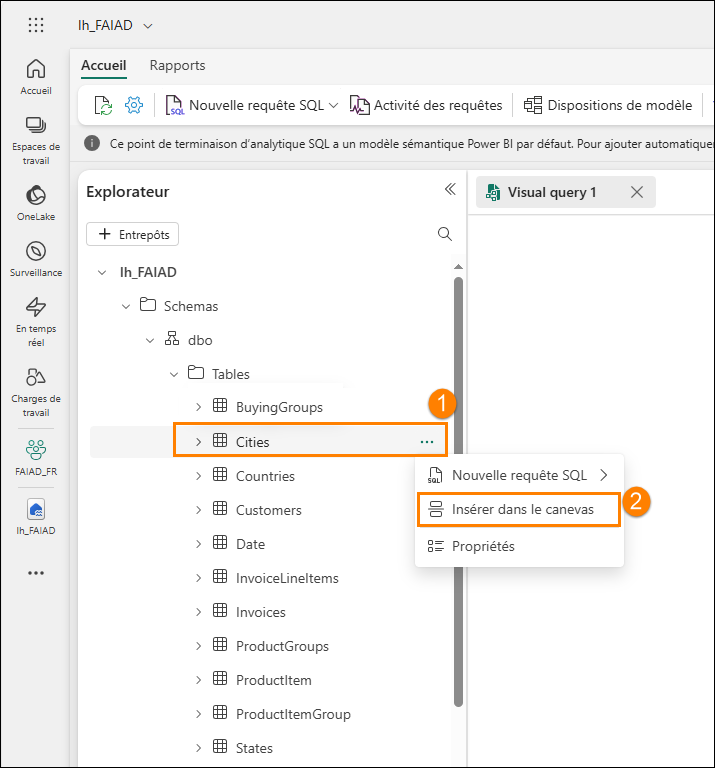 lh_FAIAD
Accueil
Rapports
Nouvelle requête SQL
Activité des requêtes
Dispositions de modèle
Ce point de terminaison d'analytique SQL a un modèle sémantique Power BI par défaut. Pour ajouter automatique
Accueil
Espaces de
travail
OneLake
Surveillance
En temps
réel
Charges de
travail
FAIAD_FR
lh_FAIAD
Explorateur
+ Entrepôts
lh_FAIAD
Schemas
dbo
Tables
BuyingGroups
Cities
Countries
Customers
Date
InvoiceLineItems
Invoices
ProductGroups
ProductItem
ProductItemGroup
States
Visual query 1
1
Nouvelle requête SQL
Insérer dans le canevas
2
Propriétés